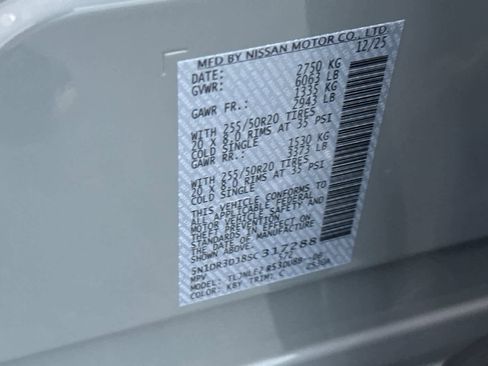 MFD BY NISSAN MOTOR CO., LTD.
DATE: 12/25
GVWR: 2750 KG
6063 LB
GAWR FR.: 1335 KG
2943 LB
WITH 255/50R20 TIRES
20 X 8.0 RIMS AT 35 PSI
COLD SINGLE
GAWR RR.: 1530 KG
3373 LB
WITH 255/50R20 TIRES
20 X 8.0 RIMS AT 35 PSI
COLD SINGLE
THIS VEHICLE CONFORMS TO
ALL APPLICABLE FEDERAL
MOTOR VEHICLE SAFETY AND
STANDARDS IN EFFECT ON
THE DATE OF MANUFACTURE
SHOWN ABOVE.
317288
MPV
MODEL:
COLOR: KBY TRIM: C